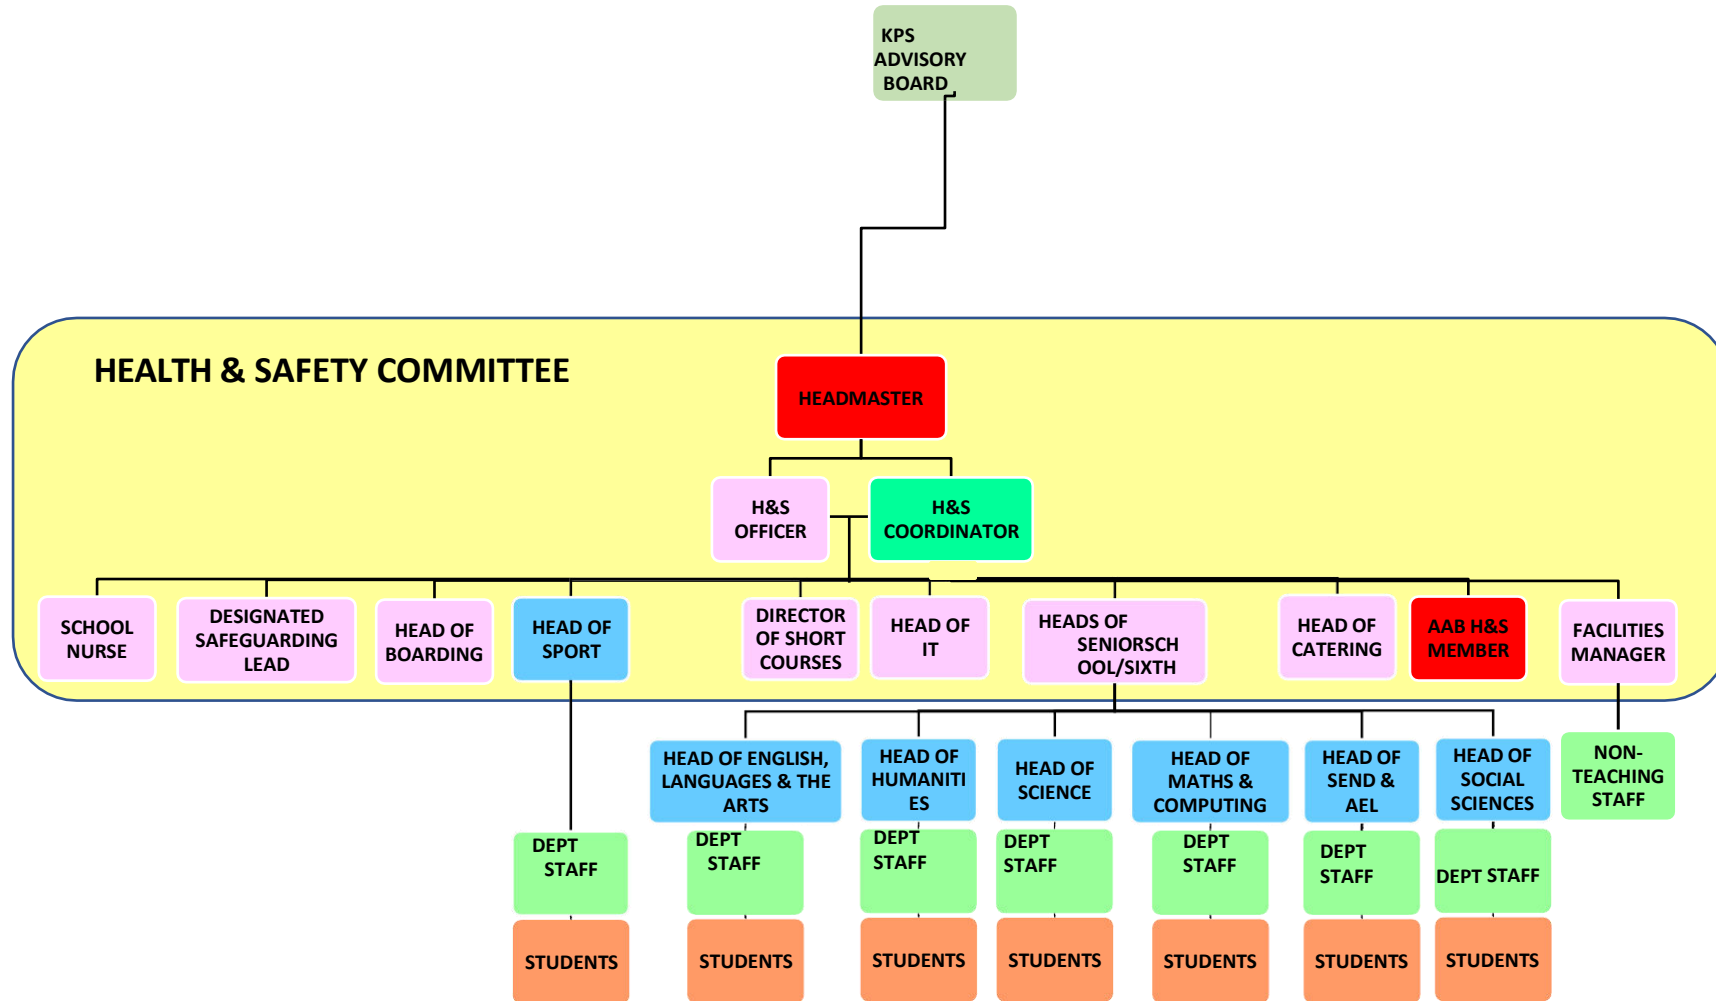 KPS
ADVISORY
BOARD
HEALTH & SAFETY COMMITTEE
HEADMASTER
H&S
OFFICER
H&S
COORDINATOR
SCHOOL
NURSE
DESIGNATED
SAFEGUARDING
LEAD
HEAD OF
BOARDING
HEAD OF
SPORT
DIRECTOR
OF SHORT
COURSES
HEAD OF
IT
HEADS OF
SENIORSCH
OOL/SIXTH
HEAD OF
CATERING
AAB H&S
MEMBER
FACILITIES
MANAGER
HEAD OF ENGLISH,
LANGUAGES & THE
ARTS
HEAD OF
HUMANITI
ES
HEAD OF
SCIENCE
HEAD OF
MATHS &
COMPUTING
HEAD OF
SEND &
AEL
HEAD OF
SOCIAL
SCIENCES
NON-
TEACHING
STAFF
DEPT
STAFF
DEPT
STAFF
DEPT
STAFF
DEPT
STAFF
DEPT
STAFF
DEPT
STAFF
DEPT STAFF
STUDENTS
STUDENTS
STUDENTS
STUDENTS
STUDENTS
STUDENTS
STUDENTS